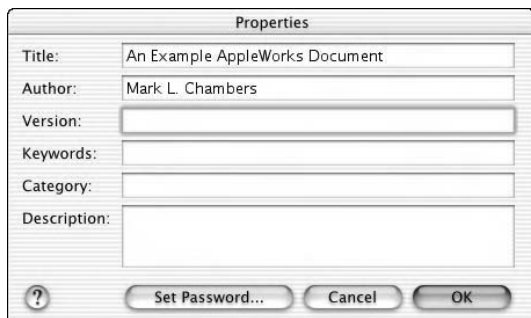 Properties
Title: An Example AppleWorks Document
Author: Mark L. Chambers
Version:
Keywords:
Category:
Description:
? Set Password... Cancel OK